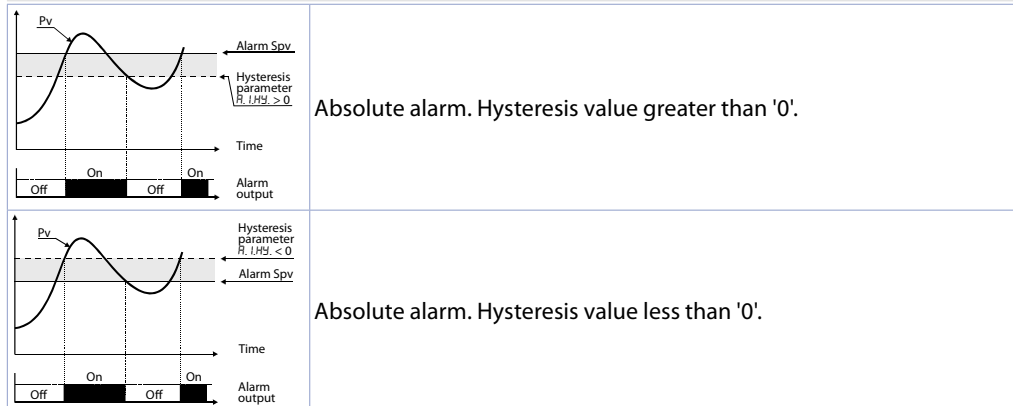 Pv
Alarm Spv
Hysteresis
parameter
A.1.HY. > 0
Time
On
On
Off
Off
Alarm
output
Absolute alarm. Hysteresis value greater than '0'.
Pv
Hysteresis
parameter
A.1.HY. < 0
Alarm Spv
Time
On
On
Off
Off
Alarm
output
Absolute alarm. Hysteresis value less than '0'.